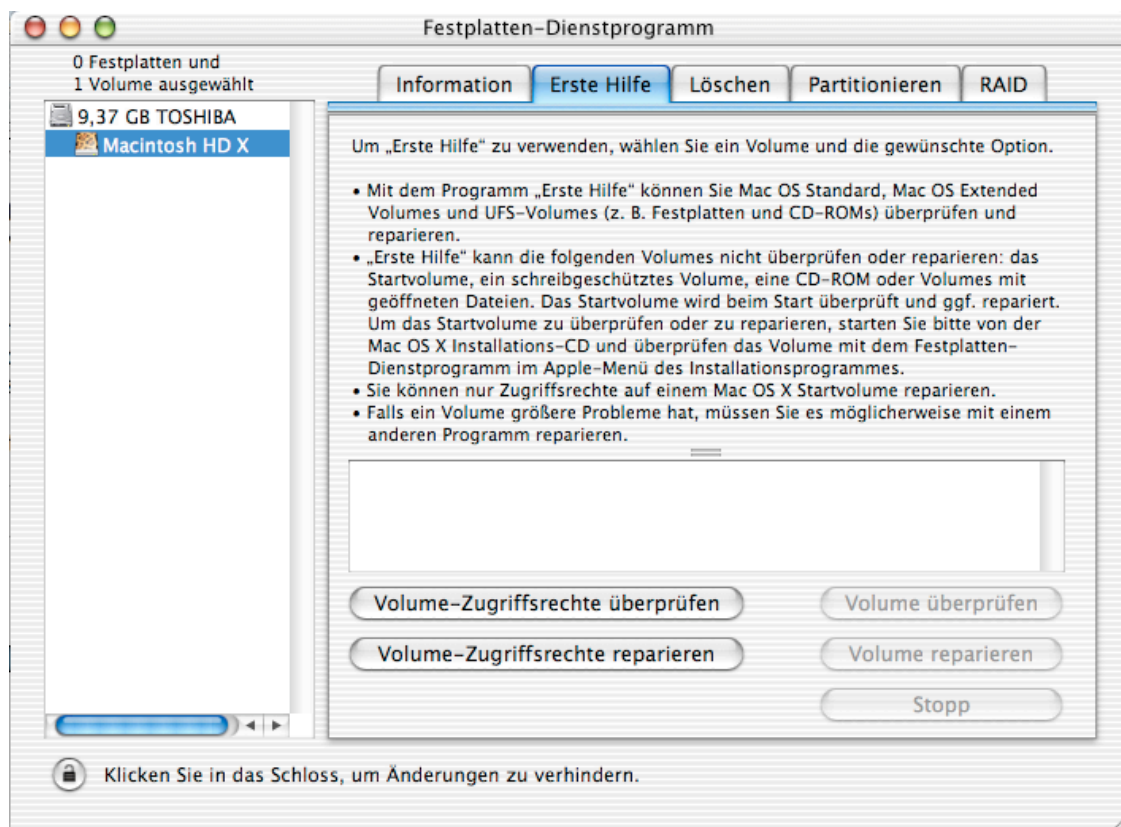 Festplatten-Dienstprogramm
0 Festplatten und
1 Volume ausgewählt
Information
Erste Hilfe
Löschen
Partitionieren
RAID
9,37 GB TOSHIBA
Macintosh HD X
Um „Erste Hilfe“ zu verwenden, wählen Sie ein Volume und die gewünschte Option.
• Mit dem Programm „Erste Hilfe“ können Sie Mac OS Standard, Mac OS Extended
Volumes und UFS-Volumes (z. B. Festplatten und CD-ROMs) überprüfen und
reparieren.
• „Erste Hilfe“ kann die folgenden Volumes nicht überprüfen oder reparieren: das
Startvolume, ein schreibgeschütztes Volume, eine CD-ROM oder Volumes mit
geöffneten Dateien. Das Startvolume wird beim Start überprüft und ggf. repariert.
Um das Startvolume zu überprüfen oder zu reparieren, starten Sie bitte von der
Mac OS X Installations-CD und überprüfen das Volume mit dem Festplatten-
Dienstprogramm im Apple-Menü des Installationsprogrammes.
• Sie können nur Zugriffsrechte auf einem Mac OS X Startvolume reparieren.
• Falls ein Volume größere Probleme hat, müssen Sie es möglicherweise mit einem
anderen Programm reparieren.
Volume-Zugriffsrechte überprüfen
Volume überprüfen
Volume-Zugriffsrechte reparieren
Volume reparieren
Stopp
Klicken Sie in das Schloss, um Änderungen zu verhindern.